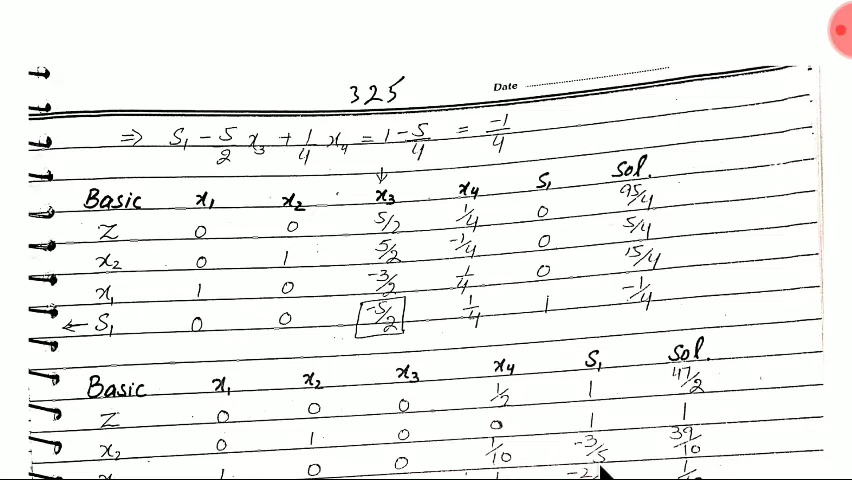 325
Date
⇒ S₁ - 5/2 x₃ + 1/4 x₄ = 1 - 5/4 = -1/4
Basic x₁ x₂ x₃ x₄ S₁ Sol.
Z 0 0 5/2 1/4 0 95/4
x₂ 0 1 5/2 -1/4 0 5/4
x₁ 1 0 -3/2 1/4 0 15/4
← S₁ 0 0 -5/2 1/4 1 -1/4
Basic x₁ x₂ x₃ x₄ S₁ Sol.
Z 0 0 0 1/2 1 47/2
x₂ 0 1 0 0 1 1
1 0 0 1/10 -3/5 39/10